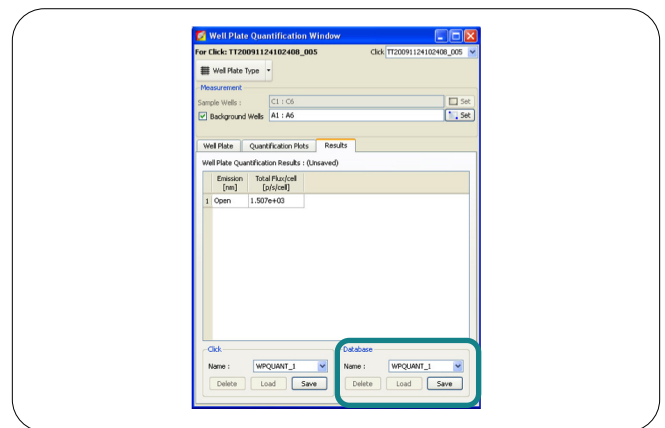 Well Plate Quantification Window
For Click: TT20091124102408_005 Click TT20091124102408_005
Well Plate Type
Measurement
Sample Wells : C1 : C6 Set
Background Wells A1 : A6 Set
Well Plate Quantification Plots Results
Well Plate Quantification Results : (Unsaved)
Emission Total Flux/cell
[nm] [p/s/cell]
1 Open 1.507e+03
Click Database
Name : WPQUANT_1 Name : WPQUANT_1
Delete Load Save Delete Load Save